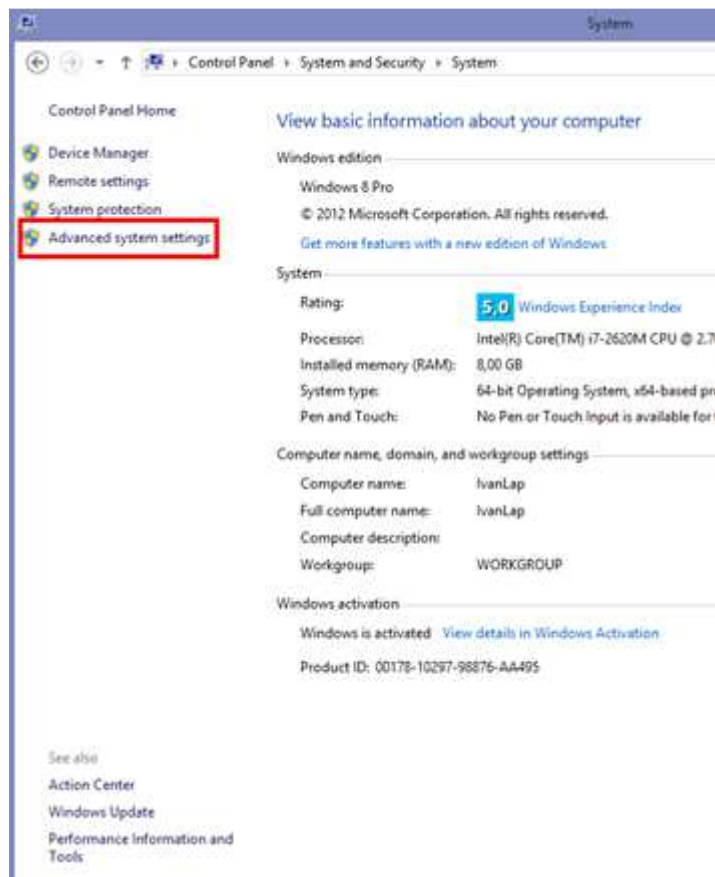 System
Control Panel System and Security System
Control Panel Home
Device Manager
Remote settings
System protection
Advanced system settings
View basic information about your computer
Windows edition
Windows 8 Pro
© 2012 Microsoft Corporation. All rights reserved.
Get more features with a new edition of Windows
System
Rating: 5,0 Windows Experience Index
Processor: Intel(R) Core(TM) i7-2620M CPU @ 2.7
Installed memory (RAM): 8,00 GB
System type: 64-bit Operating System, x64-based pr
Pen and Touch: No Pen or Touch Input is available for
Computer name, domain, and workgroup settings
Computer name: IvanLap
Full computer name: IvanLap
Computer description:
Workgroup: WORKGROUP
Windows activation
Windows is activated View details in Windows Activation
Product ID: 00178-10297-98876-AA495
See also
Action Center
Windows Update
Performance Information and
Tools